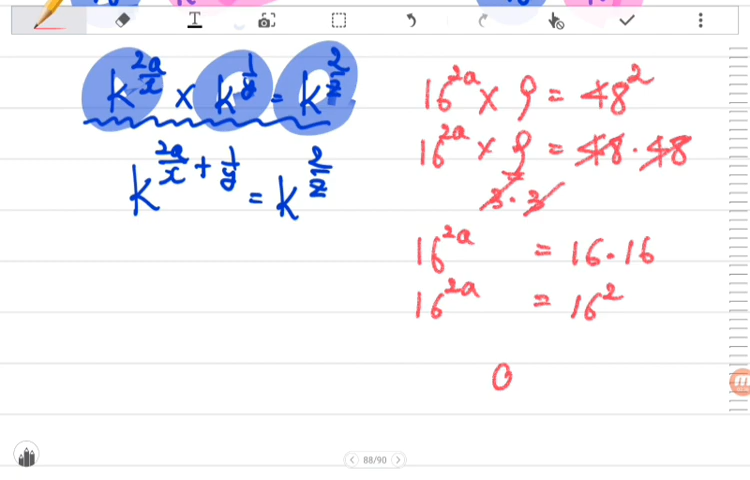 k^(2a/x) × k^(1/y) = k^(2/z)
k^(2a/x + 1/y) = k^(2/z)
16^2a × 9 = 48^2
16^2a × 9 = 48 · 48
3 · 3
16^2a = 16 · 16
16^2a = 16^2
88/90